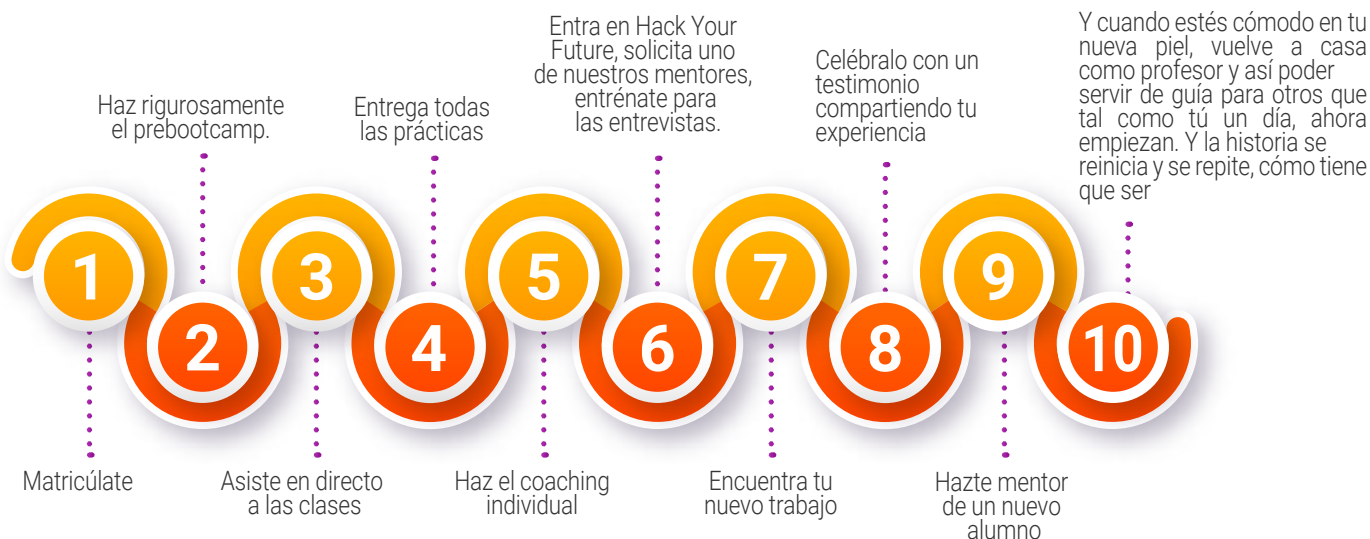 1
Matricúlate
2
Haz rigurosamente
el prebootcamp.
3
Asiste en directo
a las clases
4
Entrega todas
las prácticas
5
Haz el coaching
individual
6
Entra en Hack Your
Future, solicita uno
de nuestros mentores,
entrénate para
las entrevistas.
7
Encuentra tu
nuevo trabajo
8
Celébralo con un
testimonio
compartiendo tu
experiencia
9
Hazte mentor
de un nuevo
alumno
10
Y cuando estés cómodo en tu
nueva piel, vuelve a casa
como profesor y así poder
servir de guía para otros que
tal como tú un día, ahora
empiezan. Y la historia se
reinicia y se repite, cómo tiene
que ser